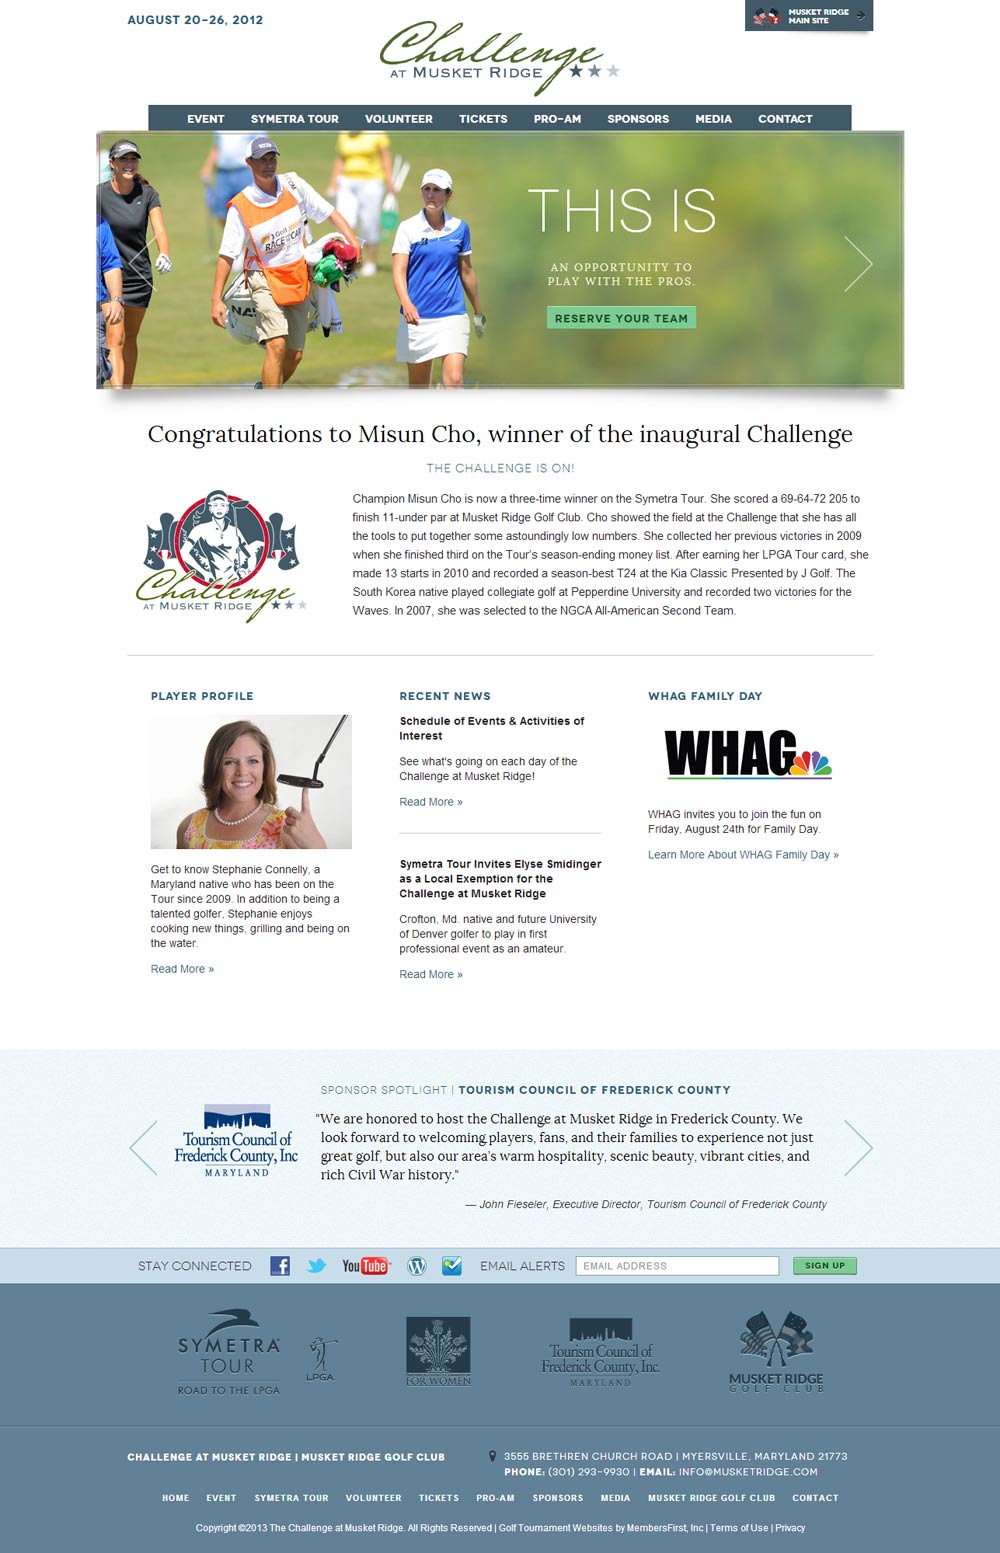 AUGUST 20-26, 2012
MUSKET RIDGE
MAIN SITE
Challenge
AT MUSKET RIDGE
EVENT SYMETRA TOUR VOLUNTEER TICKETS PRO-AM SPONSORS MEDIA CONTACT
RACE CAR
NA
THIS IS
AN OPPORTUNITY TO
PLAY WITH THE PROS.
RESERVE YOUR TEAM
Congratulations to Misun Cho, winner of the inaugural Challenge
THE CHALLENGE IS ON!
Challenge
AT MUSKET RIDGE
Champion Misun Cho is now a three-time winner on the Symetra Tour. She scored a 69-64-72 205 to
finish 11-under par at Musket Ridge Golf Club. Cho showed the field at the Challenge that she has all
the tools to put together some astoundingly low numbers. She collected her previous victories in 2009
when she finished third on the Tour's season-ending money list. After earning her LPGA Tour card, she
made 13 starts in 2010 and recorded a season-best T24 at the Kia Classic Presented by J Golf. The
South Korea native played collegiate golf at Pepperdine University and recorded two victories for the
Waves. In 2007, she was selected to the NGCA All-American Second Team.
PLAYER PROFILE
Get to know Stephanie Connelly, a
Maryland native who has been on the
Tour since 2009. In addition to being a
talented golfer, Stephanie enjoys
cooking new things, grilling and being on
the water.
Read More »
RECENT NEWS
Schedule of Events & Activities of
Interest
See what's going on each day of the
Challenge at Musket Ridge!
Read More »
Symetra Tour Invites Elyse Smidinger
as a Local Exemption for the
Challenge at Musket Ridge
Crofton, Md. native and future University
of Denver golfer to play in first
professional event as an amateur.
Read More »
WHAG FAMILY DAY
WHAG
WHAG invites you to join the fun on
Friday, August 24th for Family Day.
Learn More About WHAG Family Day »
SPONSOR SPOTLIGHT | TOURISM COUNCIL OF FREDERICK COUNTY
Tourism Council of
Frederick County, Inc
MARYLAND
"We are honored to host the Challenge at Musket Ridge in Frederick County. We
look forward to welcoming players, fans, and their families to experience not just
great golf, but also our area's warm hospitality, scenic beauty, vibrant cities, and
rich Civil War history."
— John Fieseler, Executive Director, Tourism Council of Frederick County
STAY CONNECTED YouTube EMAIL ALERTS EMAIL ADDRESS SIGN UP
SYMETRA
TOUR
ROAD TO THE LPGA
LPGA
FOR WOMEN
Tourism Council of
Frederick County, Inc.
MARYLAND
MUSKET RIDGE
GOLF CLUB
CHALLENGE AT MUSKET RIDGE | MUSKET RIDGE GOLF CLUB
3555 BRETHREN CHURCH ROAD | MYERSVILLE, MARYLAND 21773
PHONE: (301) 293-9930 | EMAIL: INFO@MUSKETRIDGE.COM
HOME EVENT SYMETRA TOUR VOLUNTEER TICKETS PRO-AM SPONSORS MEDIA MUSKET RIDGE GOLF CLUB CONTACT
Copyright ©2013 The Challenge at Musket Ridge. All Rights Reserved | Golf Tournament Websites by MembersFirst, Inc | Terms of Use | Privacy